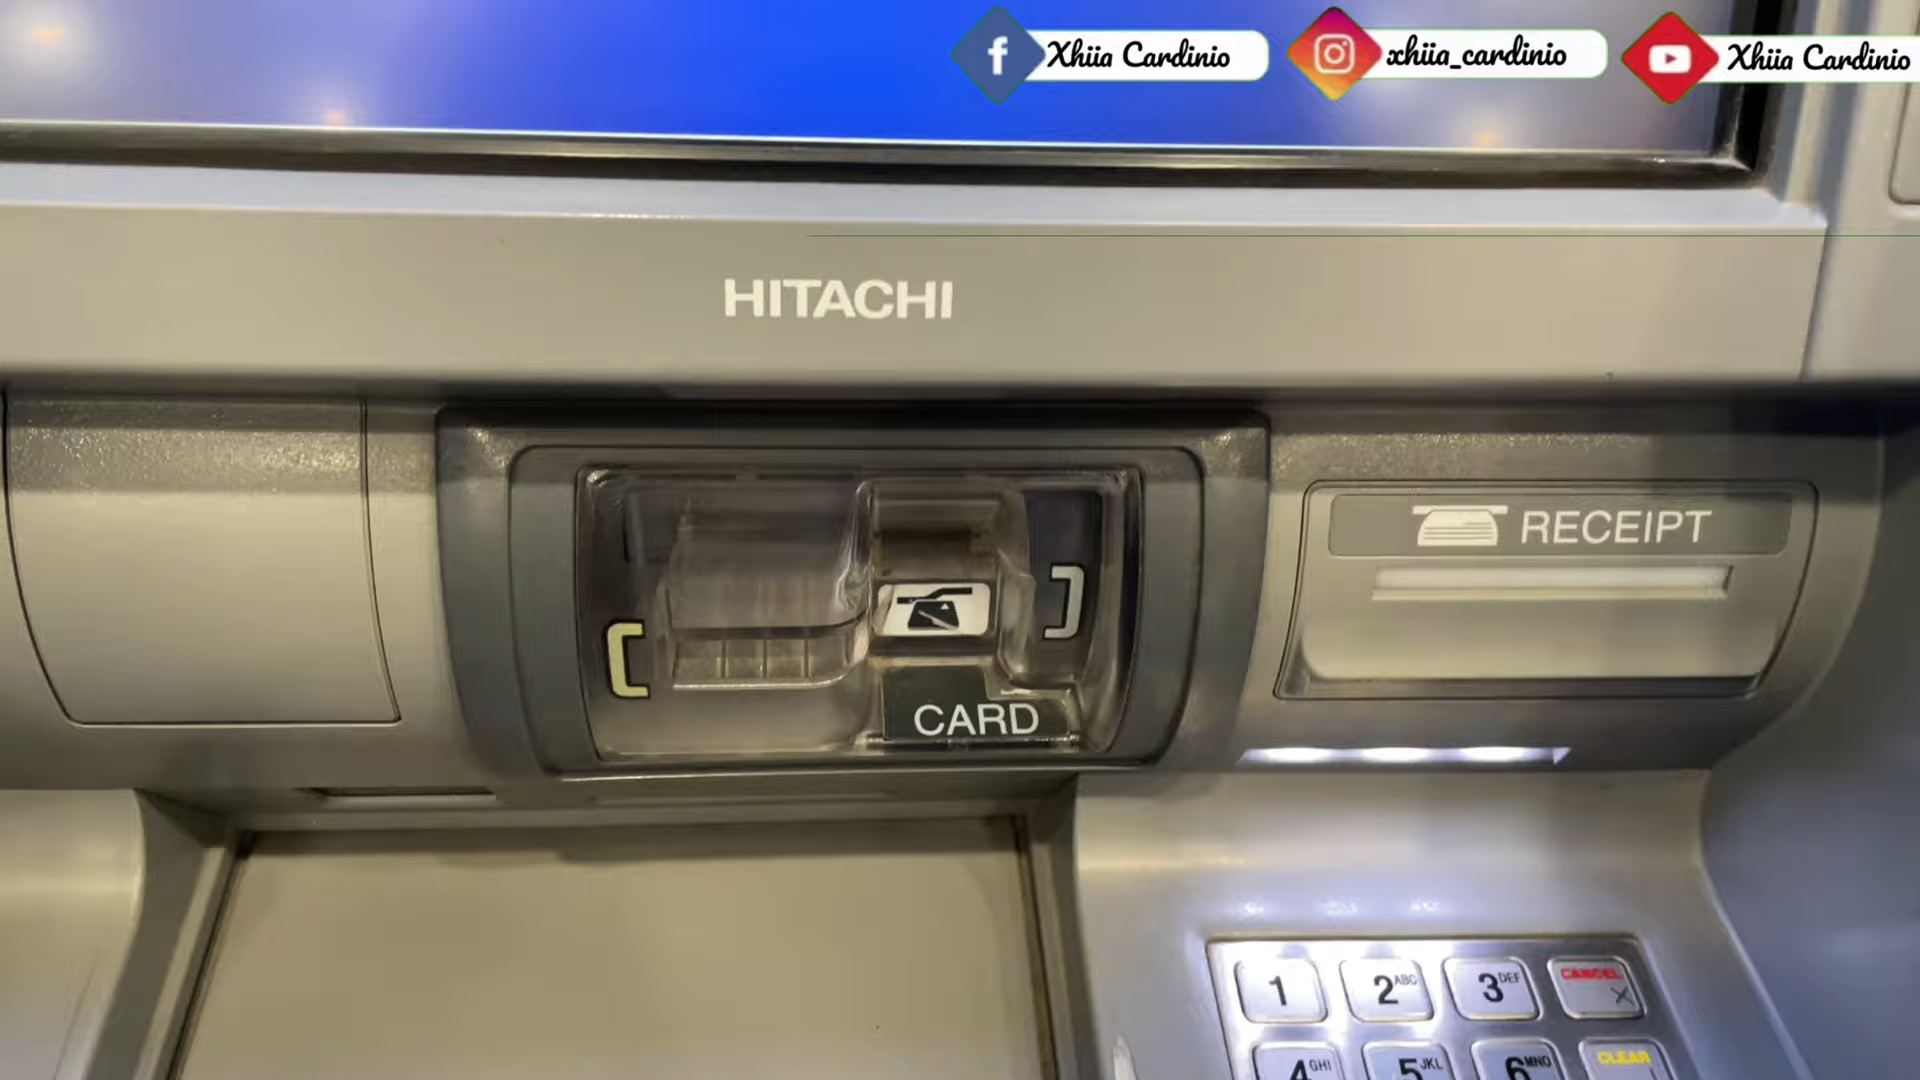 Xhiia Cardinio
xhiia_cardinio
Xhiia Cardinio
HITACHI
RECEIPT
CARD
1
2 ABC
3 DEF
CANCEL
4 GHI
5 JKL
6 MNO
CLEAR